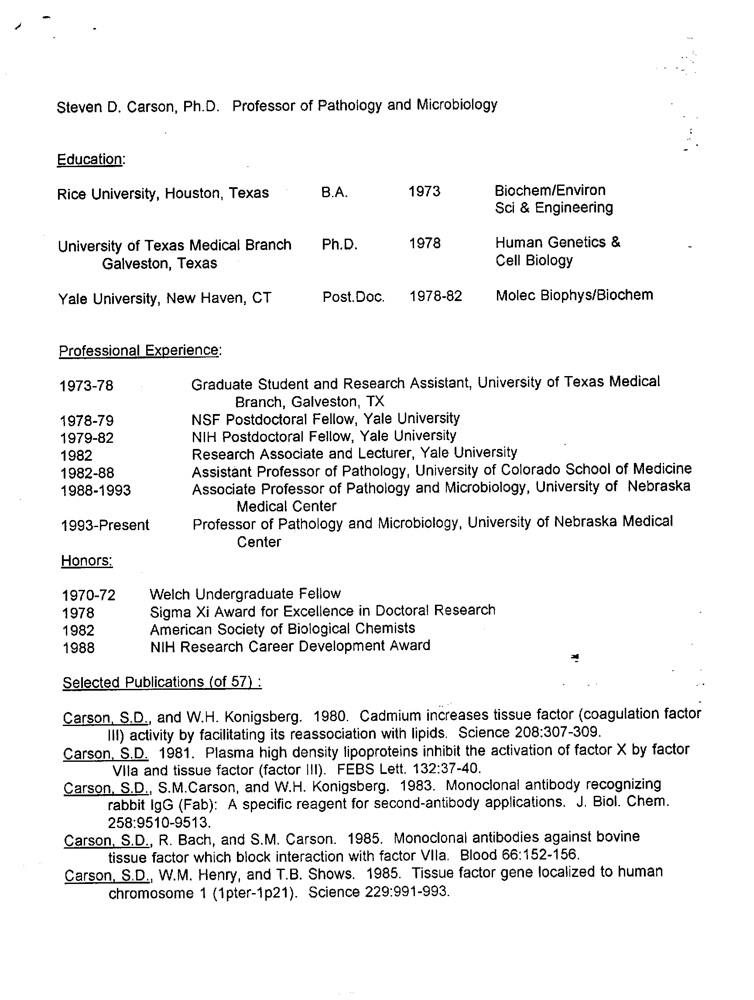 Steven D. Carson, Ph.D. Professor of Pathology and Microbiology
Education:
Rice University, Houston, Texas B.A. 1973 Biochem/Environ
Sci & Engineering
University of Texas Medical Branch Ph.D. 1978 Human Genetics &
Galveston, Texas Cell Biology
Yale University, New Haven, CT Post.Doc. 1978-82 Molec Biophys/Biochem
Professional Experience:
1973-78 Graduate Student and Research Assistant, University of Texas Medical
Branch, Galveston, TX
1978-79 NSF Postdoctoral Fellow, Yale University
1979-82 NIH Postdoctoral Fellow, Yale University
1982 Research Associate and Lecturer, Yale University
1982-88 Assistant Professor of Pathology, University of Colorado School of Medicine
1988-1993 Associate Professor of Pathology and Microbiology, University of Nebraska
Medical Center
1993-Present Professor of Pathology and Microbiology, University of Nebraska Medical
Center
Honors:
1970-72 Welch Undergraduate Fellow
1978 Sigma Xi Award for Excellence in Doctoral Research
1982 American Society of Biological Chemists
1988 NIH Research Career Development Award
Selected Publications (of 57) :
Carson, S.D., and W.H. Konigsberg. 1980. Cadmium increases tissue factor (coagulation factor
III) activity by facilitating its reassociation with lipids. Science 208:307-309.
Carson, S.D. 1981. Plasma high density lipoproteins inhibit the activation of factor X by factor
VIIa and tissue factor (factor III). FEBS Lett. 132:37-40.
Carson, S.D., S.M.Carson, and W.H. Konigsberg. 1983. Monoclonal antibody recognizing
rabbit IgG (Fab): A specific reagent for second-antibody applications. J. Biol. Chem.
258:9510-9513.
Carson, S.D., R. Bach, and S.M. Carson. 1985. Monoclonal antibodies against bovine
tissue factor which block interaction with factor VIIa. Blood 66:152-156.
Carson, S.D., W.M. Henry, and T.B. Shows. 1985. Tissue factor gene localized to human
chromosome 1 (1pter-1p21). Science 229:991-993.